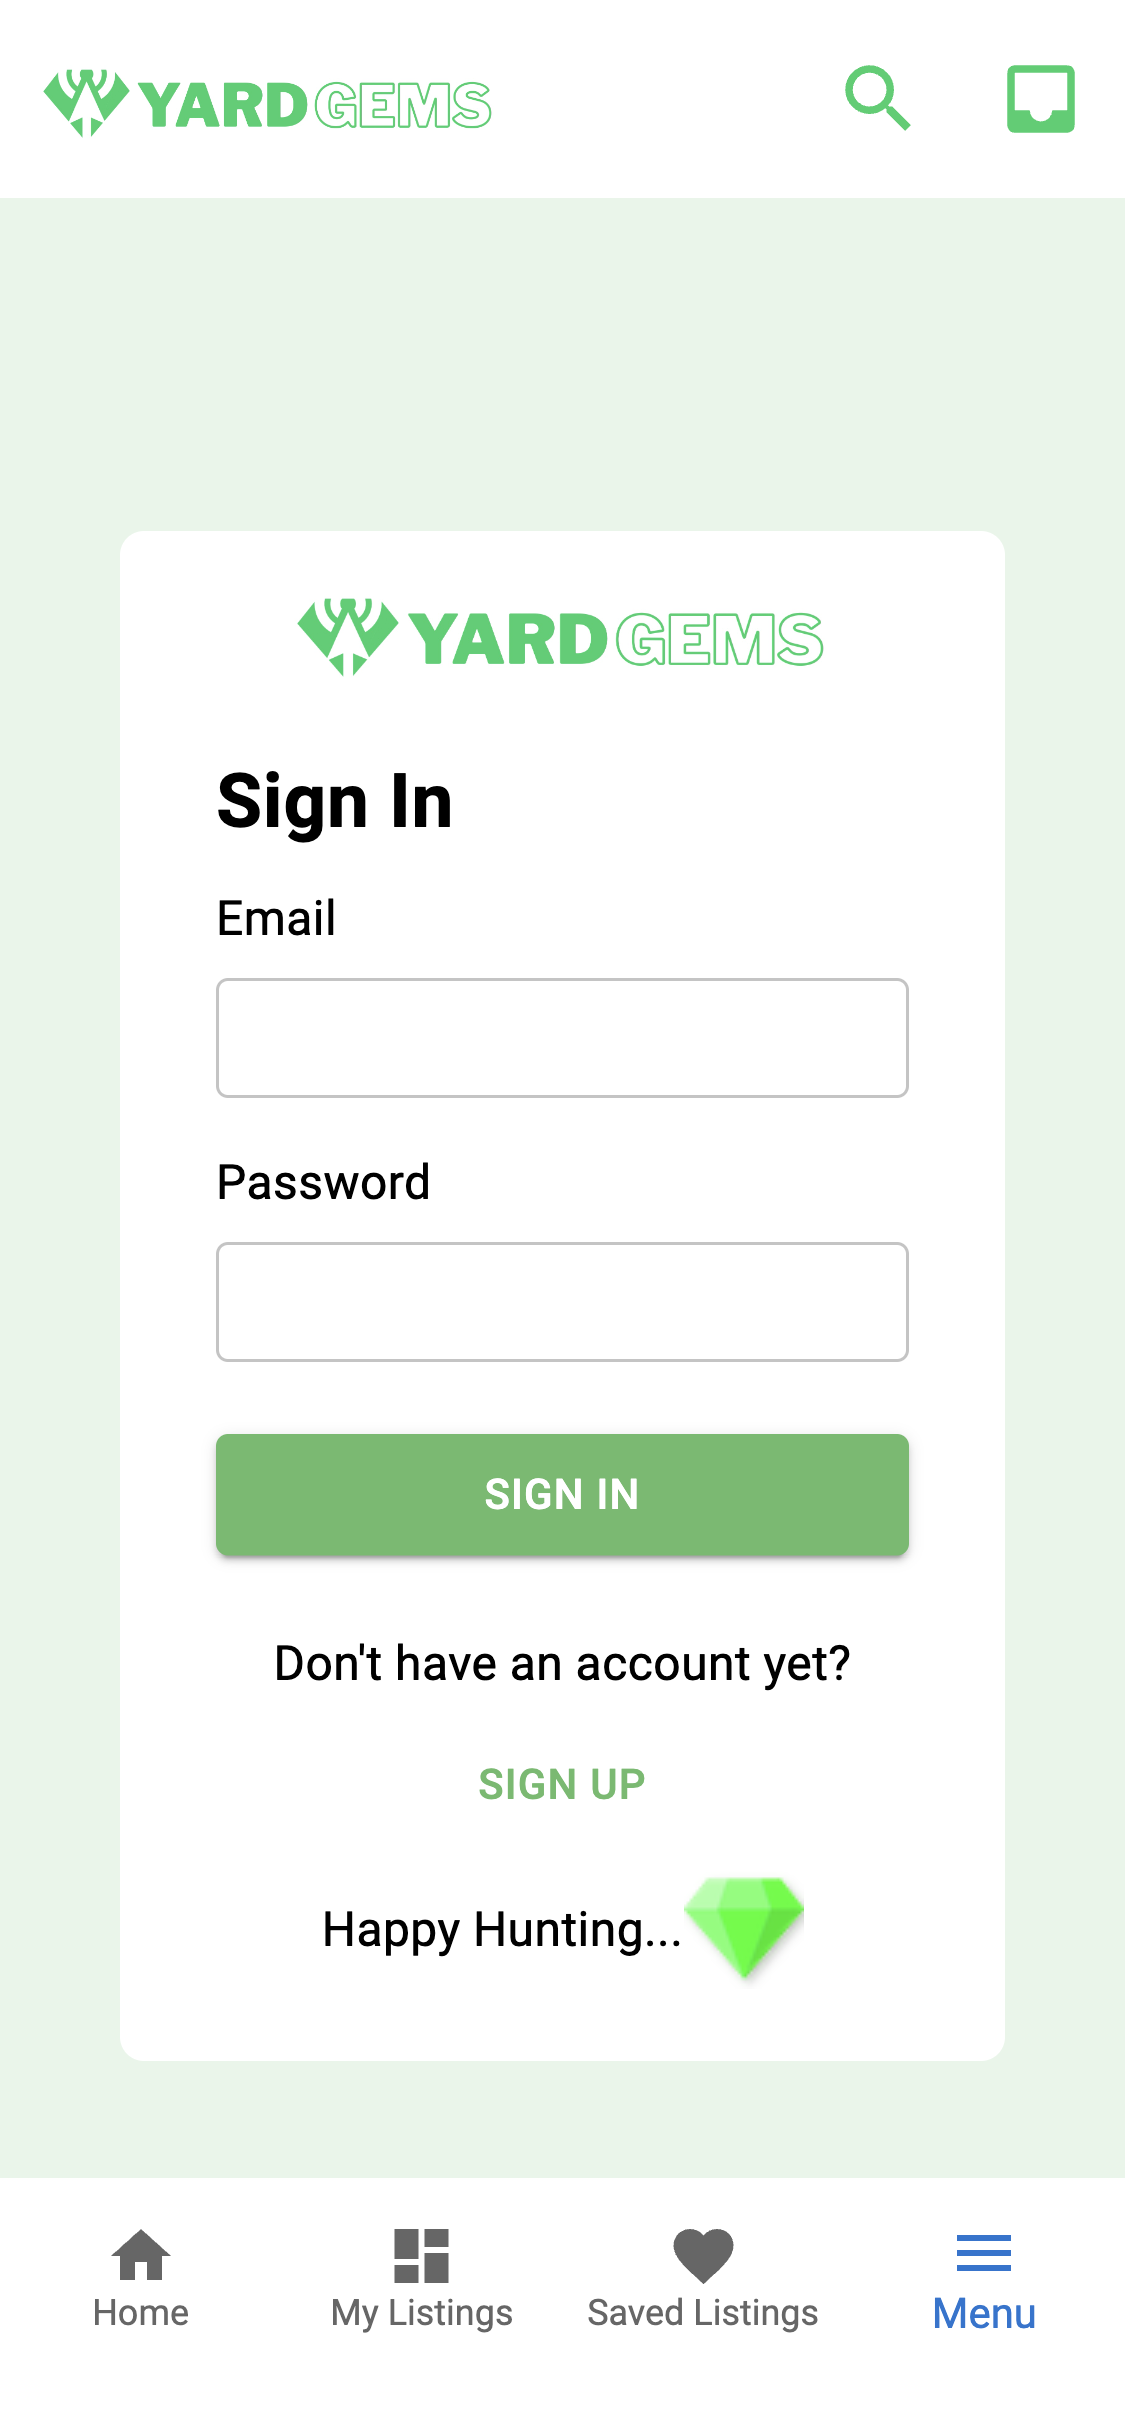 YARD GEMS
YARD GEMS
Sign In
Email
Password
SIGN IN
Don't have an account yet?
SIGN UP
Happy Hunting...
Home
My Listings
Saved Listings
Menu